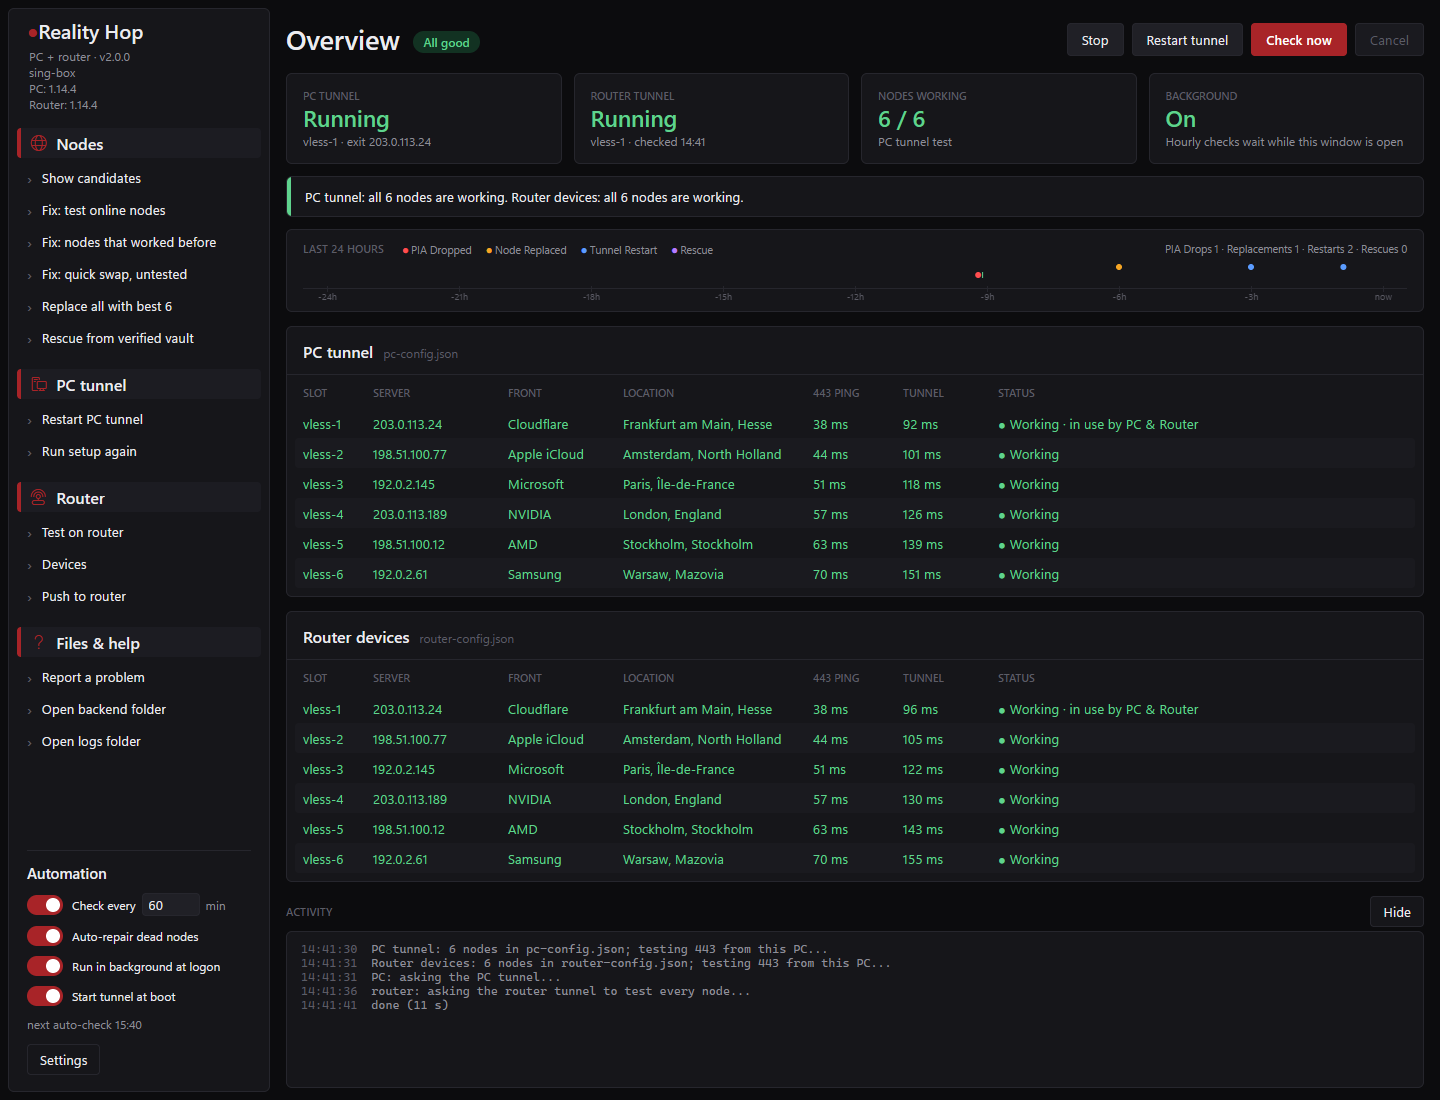 Reality Hop
PC + router · v2.0.0
sing-box
PC: 1.14.4
Router: 1.14.4
Nodes
› Show candidates
› Fix: test online nodes
› Fix: nodes that worked before
› Fix: quick swap, untested
› Replace all with best 6
› Rescue from verified vault
PC tunnel
› Restart PC tunnel
› Run setup again
Router
› Test on router
› Devices
› Push to router
? Files & help
› Report a problem
› Open backend folder
› Open logs folder
Automation
Check every 60 min
Auto-repair dead nodes
Run in background at logon
Start tunnel at boot
next auto-check 15:40
Settings
Overview All good Stop Restart tunnel Check now Cancel
PC TUNNEL
Running
vless-1 · exit 203.0.113.24
ROUTER TUNNEL
Running
vless-1 · checked 14:41
NODES WORKING
6 / 6
PC tunnel test
BACKGROUND
On
Hourly checks wait while this window is open
PC tunnel: all 6 nodes are working. Router devices: all 6 nodes are working.
LAST 24 HOURS ● PIA Dropped ● Node Replaced ● Tunnel Restart ● Rescue PIA Drops 1 · Replacements 1 · Restarts 2 · Rescues 0
-24h -21h -18h -15h -12h -9h -6h -3h now
PC tunnel pc-config.json
SLOT SERVER FRONT LOCATION 443 PING TUNNEL STATUS
vless-1 203.0.113.24 Cloudflare Frankfurt am Main, Hesse 38 ms 92 ms ● Working · in use by PC & Router
vless-2 198.51.100.77 Apple iCloud Amsterdam, North Holland 44 ms 101 ms ● Working
vless-3 192.0.2.145 Microsoft Paris, Île-de-France 51 ms 118 ms ● Working
vless-4 203.0.113.189 NVIDIA London, England 57 ms 126 ms ● Working
vless-5 198.51.100.12 AMD Stockholm, Stockholm 63 ms 139 ms ● Working
vless-6 192.0.2.61 Samsung Warsaw, Mazovia 70 ms 151 ms ● Working
Router devices router-config.json
SLOT SERVER FRONT LOCATION 443 PING TUNNEL STATUS
vless-1 203.0.113.24 Cloudflare Frankfurt am Main, Hesse 38 ms 96 ms ● Working · in use by PC & Router
vless-2 198.51.100.77 Apple iCloud Amsterdam, North Holland 44 ms 105 ms ● Working
vless-3 192.0.2.145 Microsoft Paris, Île-de-France 51 ms 122 ms ● Working
vless-4 203.0.113.189 NVIDIA London, England 57 ms 130 ms ● Working
vless-5 198.51.100.12 AMD Stockholm, Stockholm 63 ms 143 ms ● Working
vless-6 192.0.2.61 Samsung Warsaw, Mazovia 70 ms 155 ms ● Working
ACTIVITY Hide
14:41:30 PC tunnel: 6 nodes in pc-config.json; testing 443 from this PC...
14:41:31 Router devices: 6 nodes in router-config.json; testing 443 from this PC...
14:41:31 PC: asking the PC tunnel...
14:41:36 router: asking the router tunnel to test every node...
14:41:41 done (11 s)